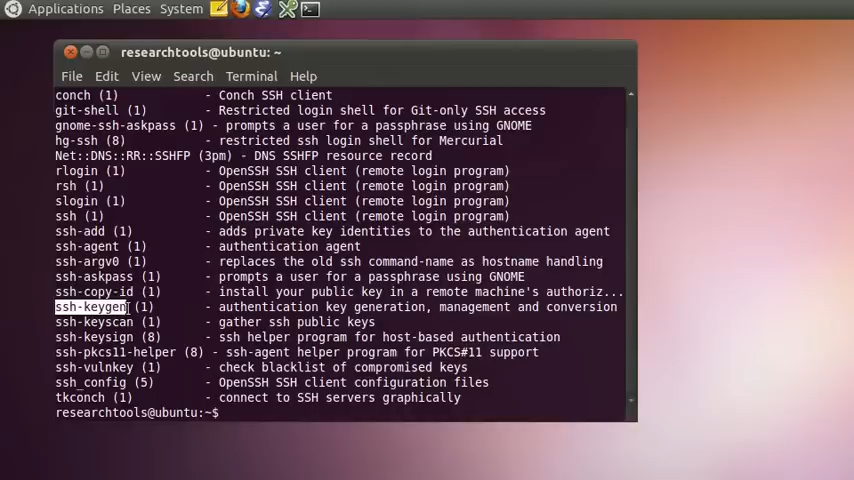 Applications Places System
researchtools@ubuntu: ~
File Edit View Search Terminal Help
conch (1) - Conch SSH client
git-shell (1) - Restricted login shell for Git-only SSH access
gnome-ssh-askpass (1) - prompts a user for a passphrase using GNOME
hg-ssh (8) - restricted ssh login shell for Mercurial
Net::DNS::RR::SSHFP (3pm) - DNS SSHFP resource record
rlogin (1) - OpenSSH SSH client (remote login program)
rsh (1) - OpenSSH SSH client (remote login program)
slogin (1) - OpenSSH SSH client (remote login program)
ssh (1) - OpenSSH SSH client (remote login program)
ssh-add (1) - adds private key identities to the authentication agent
ssh-agent (1) - authentication agent
ssh-argv0 (1) - replaces the old ssh command-name as hostname handling
ssh-askpass (1) - prompts a user for a passphrase using GNOME
ssh-copy-id (1) - install your public key in a remote machine's authoriz...
ssh-keygen (1) - authentication key generation, management and conversion
ssh-keyscan (1) - gather ssh public keys
ssh-keysign (8) - ssh helper program for host-based authentication
ssh-pkcs11-helper (8) - ssh-agent helper program for PKCS#11 support
ssh-vulnkey (1) - check blacklist of compromised keys
ssh_config (5) - OpenSSH SSH client configuration files
tkconch (1) - connect to SSH servers graphically
researchtools@ubuntu:~$